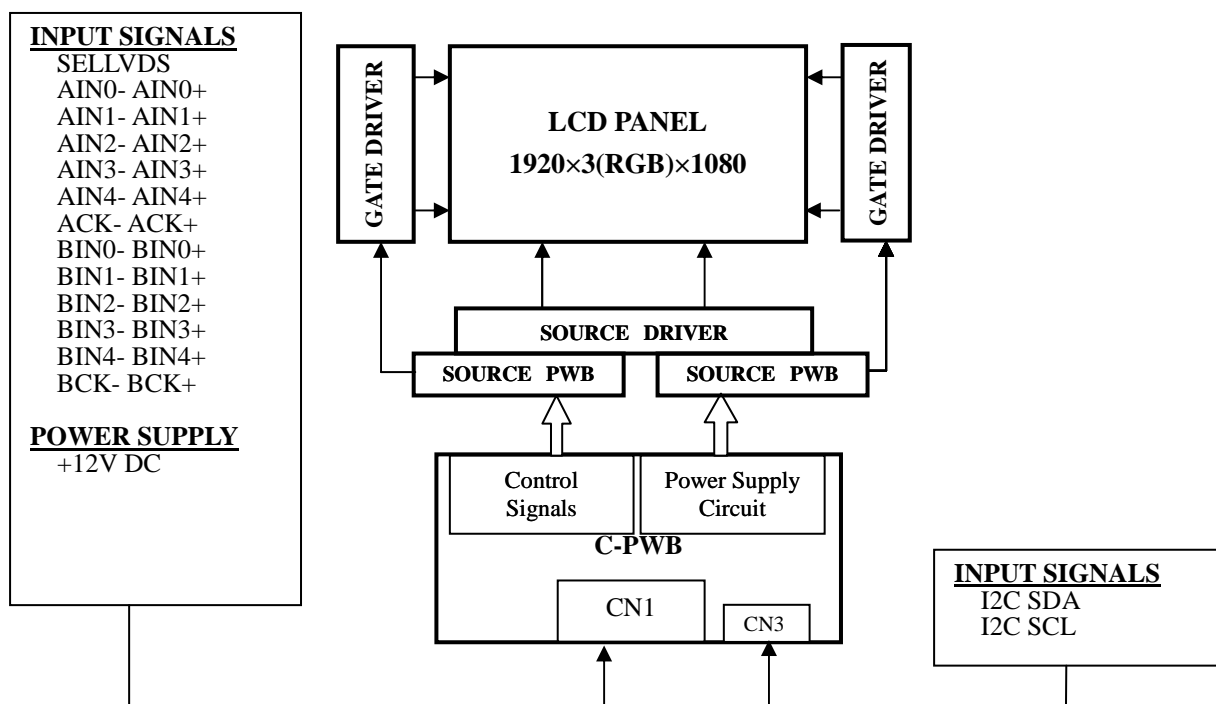 INPUT SIGNALS
SELLVDS
AIN0- AIN0+
AIN1- AIN1+
AIN2- AIN2+
AIN3- AIN3+
AIN4- AIN4+
ACK- ACK+
BIN0- BIN0+
BIN1- BIN1+
BIN2- BIN2+
BIN3- BIN3+
BIN4- BIN4+
BCK- BCK+
POWER SUPPLY
+12V DC
GATE DRIVER
LCD PANEL
1920×3(RGB)×1080
GATE DRIVER
SOURCE DRIVER
SOURCE PWB
SOURCE PWB
Control
Signals
Power Supply
Circuit
C-PWB
CN1
CN3
INPUT SIGNALS
I2C SDA
I2C SCL